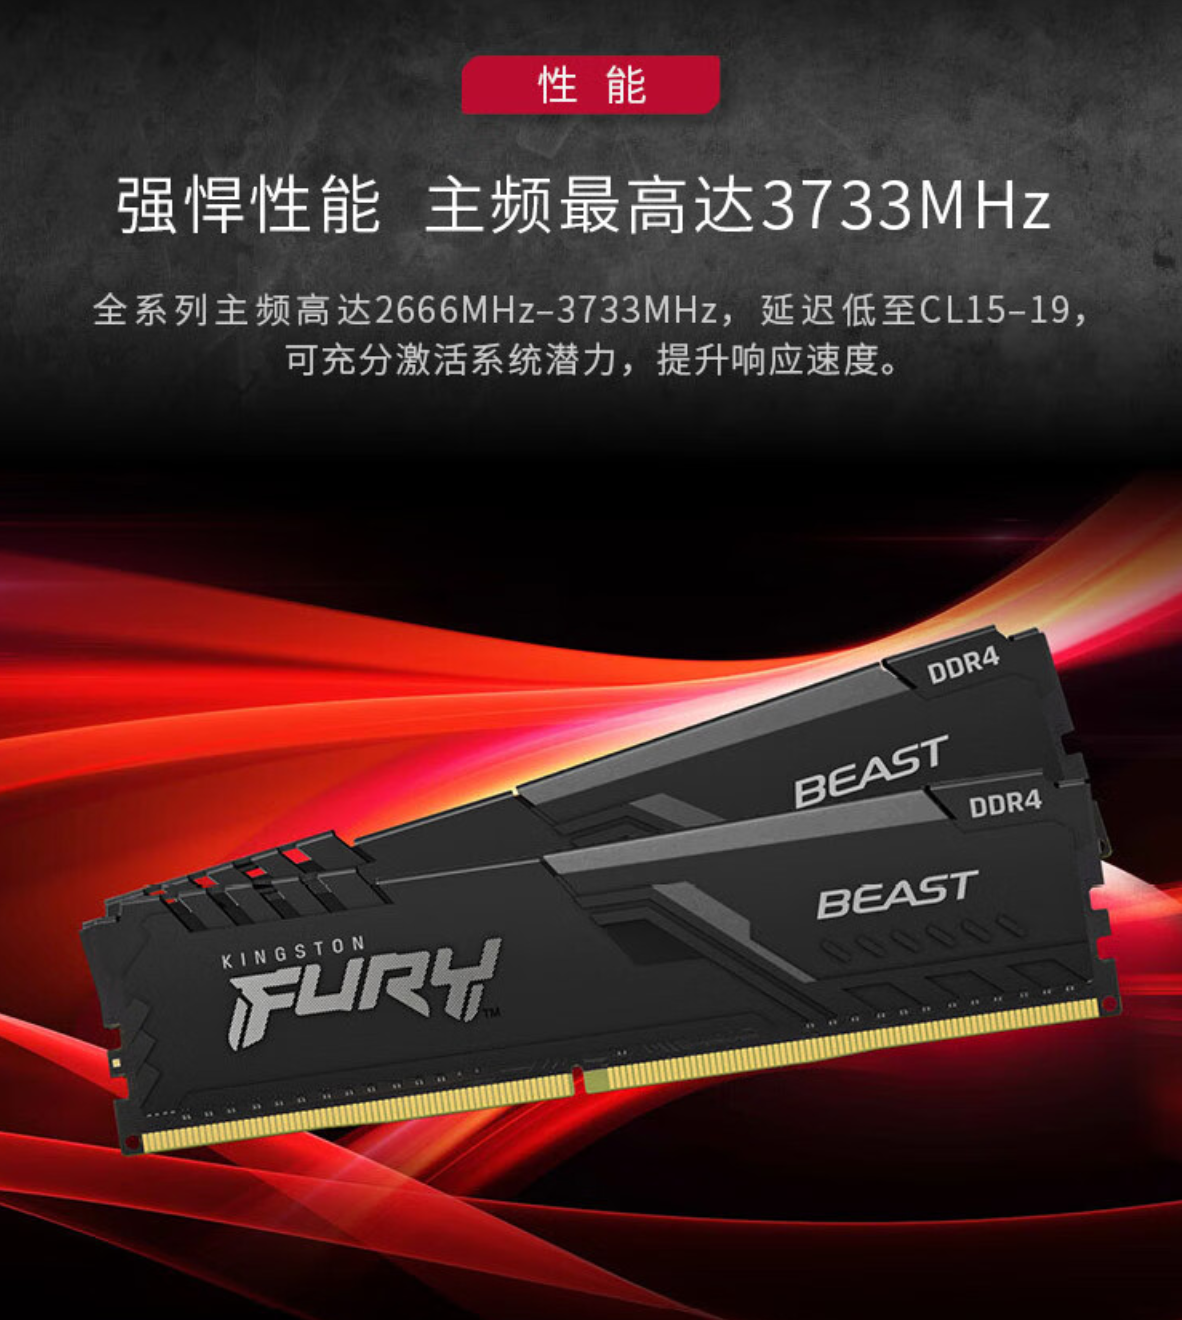 性 能
强悍性能 主频最高达3733MHz
全系列主频高达2666MHz-3733MHz，延迟低至CL15-19，
可充分激活系统潜力，提升响应速度。
DDR4
BEAST
DDR4
BEAST
KINGSTON
FURY™